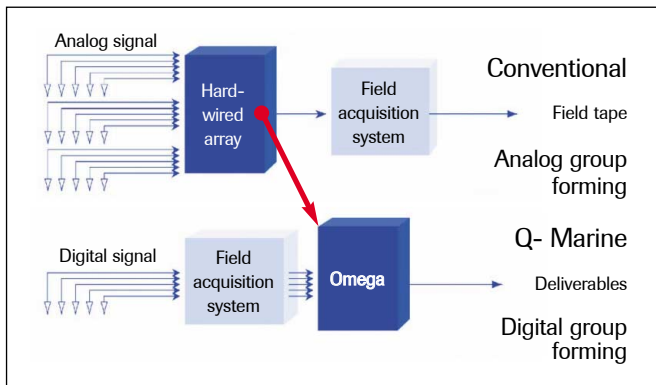 Analog signal
Hard-
wired
array
Field
acquisition
system
Conventional
Field tape
Analog group
forming
Digital signal
Field
acquisition
system
Omega
Q- Marine
Deliverables
Digital group
forming